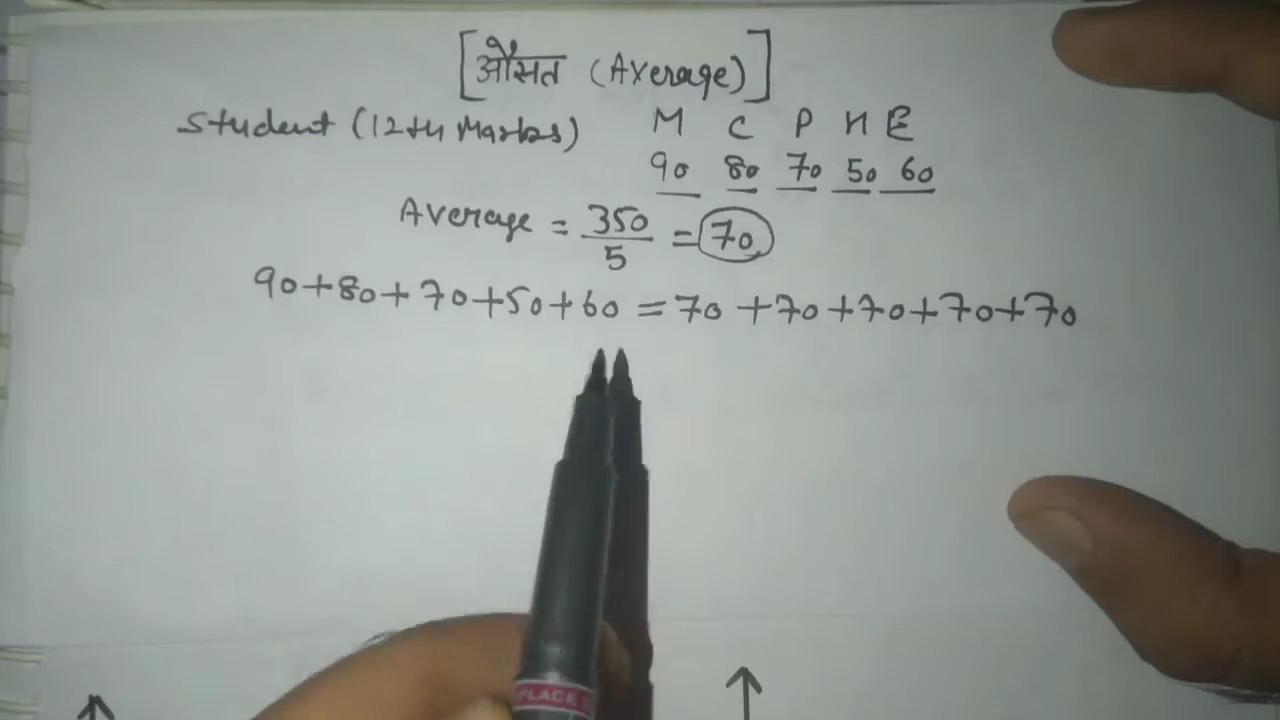 [औसत (Average)]
Student (12th Marks) M C P H E
90 80 70 50 60
Average = 350/5 = 70
90+80+70+50+60 = 70+70+70+70+70
PLACE